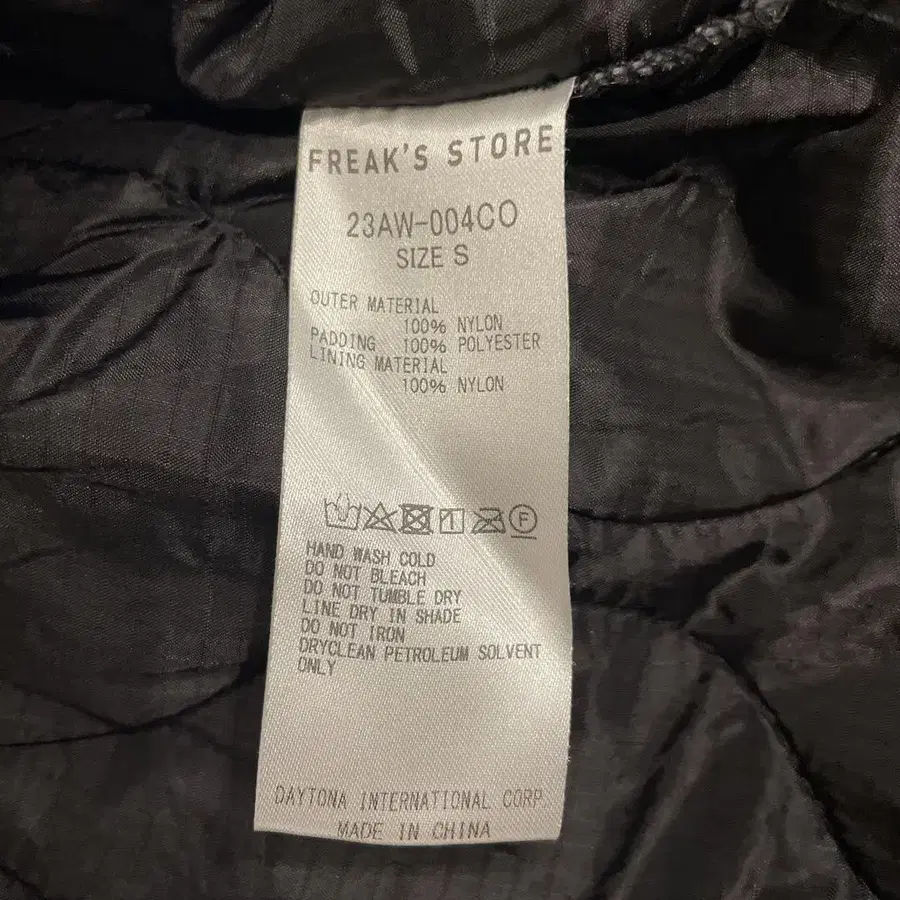 FREAK'S STORE
23AW-004CO
SIZE S
OUTER MATERIAL
100% NYLON
PADDING 100% POLYESTER
LINING MATERIAL
100% NYLON
F
HAND WASH COLD
DO NOT BLEACH
DO NOT TUMBLE DRY
LINE DRY IN SHADE
DO NOT IRON
DRYCLEAN PETROLEUM SOLVENT
ONLY
DAYTONA INTERNATIONAL CORP
MADE IN CHINA